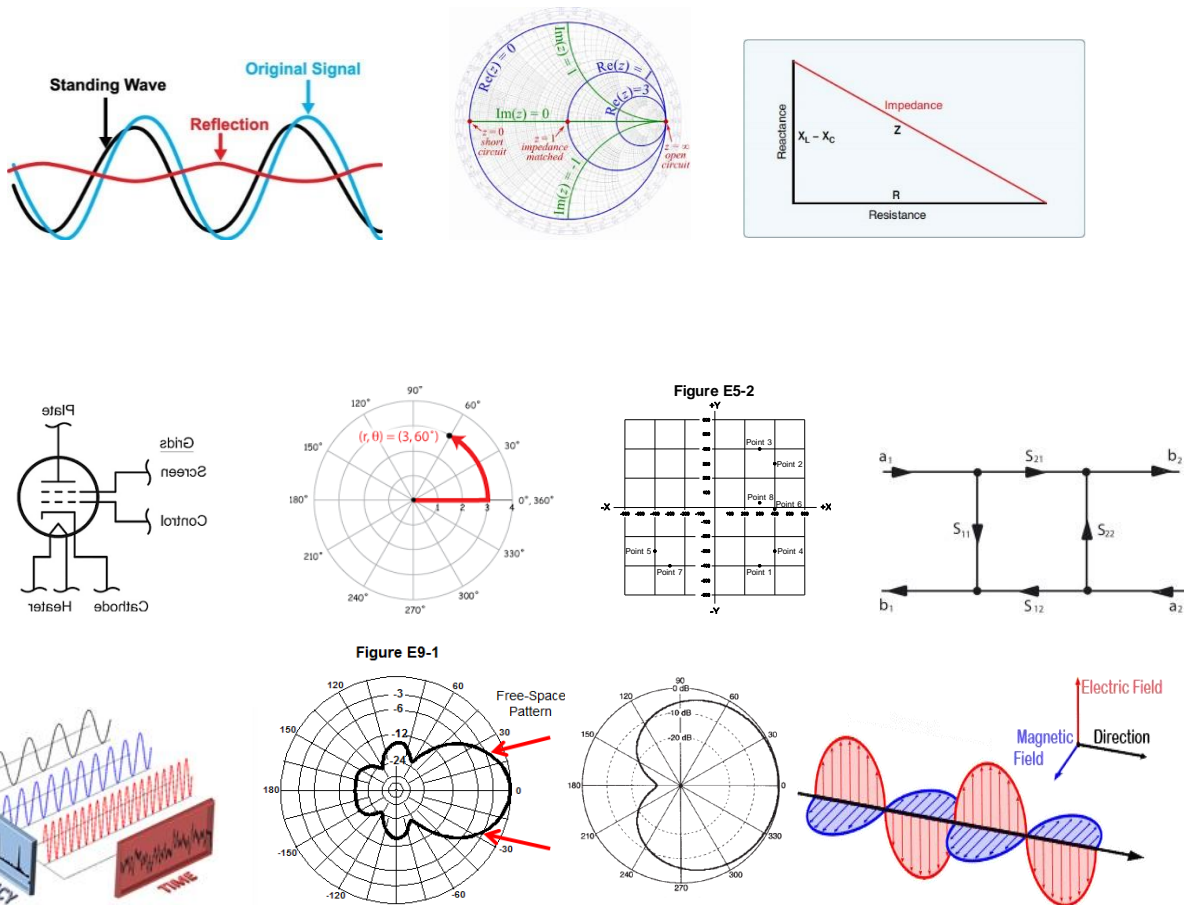 Standing Wave
Original Signal
Reflection
Re(z) = 0
Im(z) = 1
Re(z) = 1
Re(z)=3
Im(z) = 0
z=0
short
circuit
z=1
impedance
matched
z=∞
open
circuit
Im(z) = -1
Reactance
X_L − X_C
Impedance
Z
R
Resistance
Plate
Grids
Screen
Control
Heater
Cathode
90°
120°
60°
(r, θ) = (3, 60°)
150°
30°
180°
0°, 360°
1 2 3 4
210°
330°
240°
300°
270°
Figure E5-2
+Y
Point 3
Point 2
Point 8
Point 6
-X
+X
Point 5
Point 4
Point 7
Point 1
-Y
a₁
S₂₁
b₂
S₁₁
S₂₂
b₁
S₁₂
a₂
CY
TIME
Figure E9-1
120
60
-3
-6
150
30
-12
-24
180
0
-150
-30
-120
-60
Free-Space
Pattern
90
0 dB
120
60
-10 dB
150
30
-20 dB
180
0
210
330
240
300
270
Electric Field
Magnetic
Field
Direction